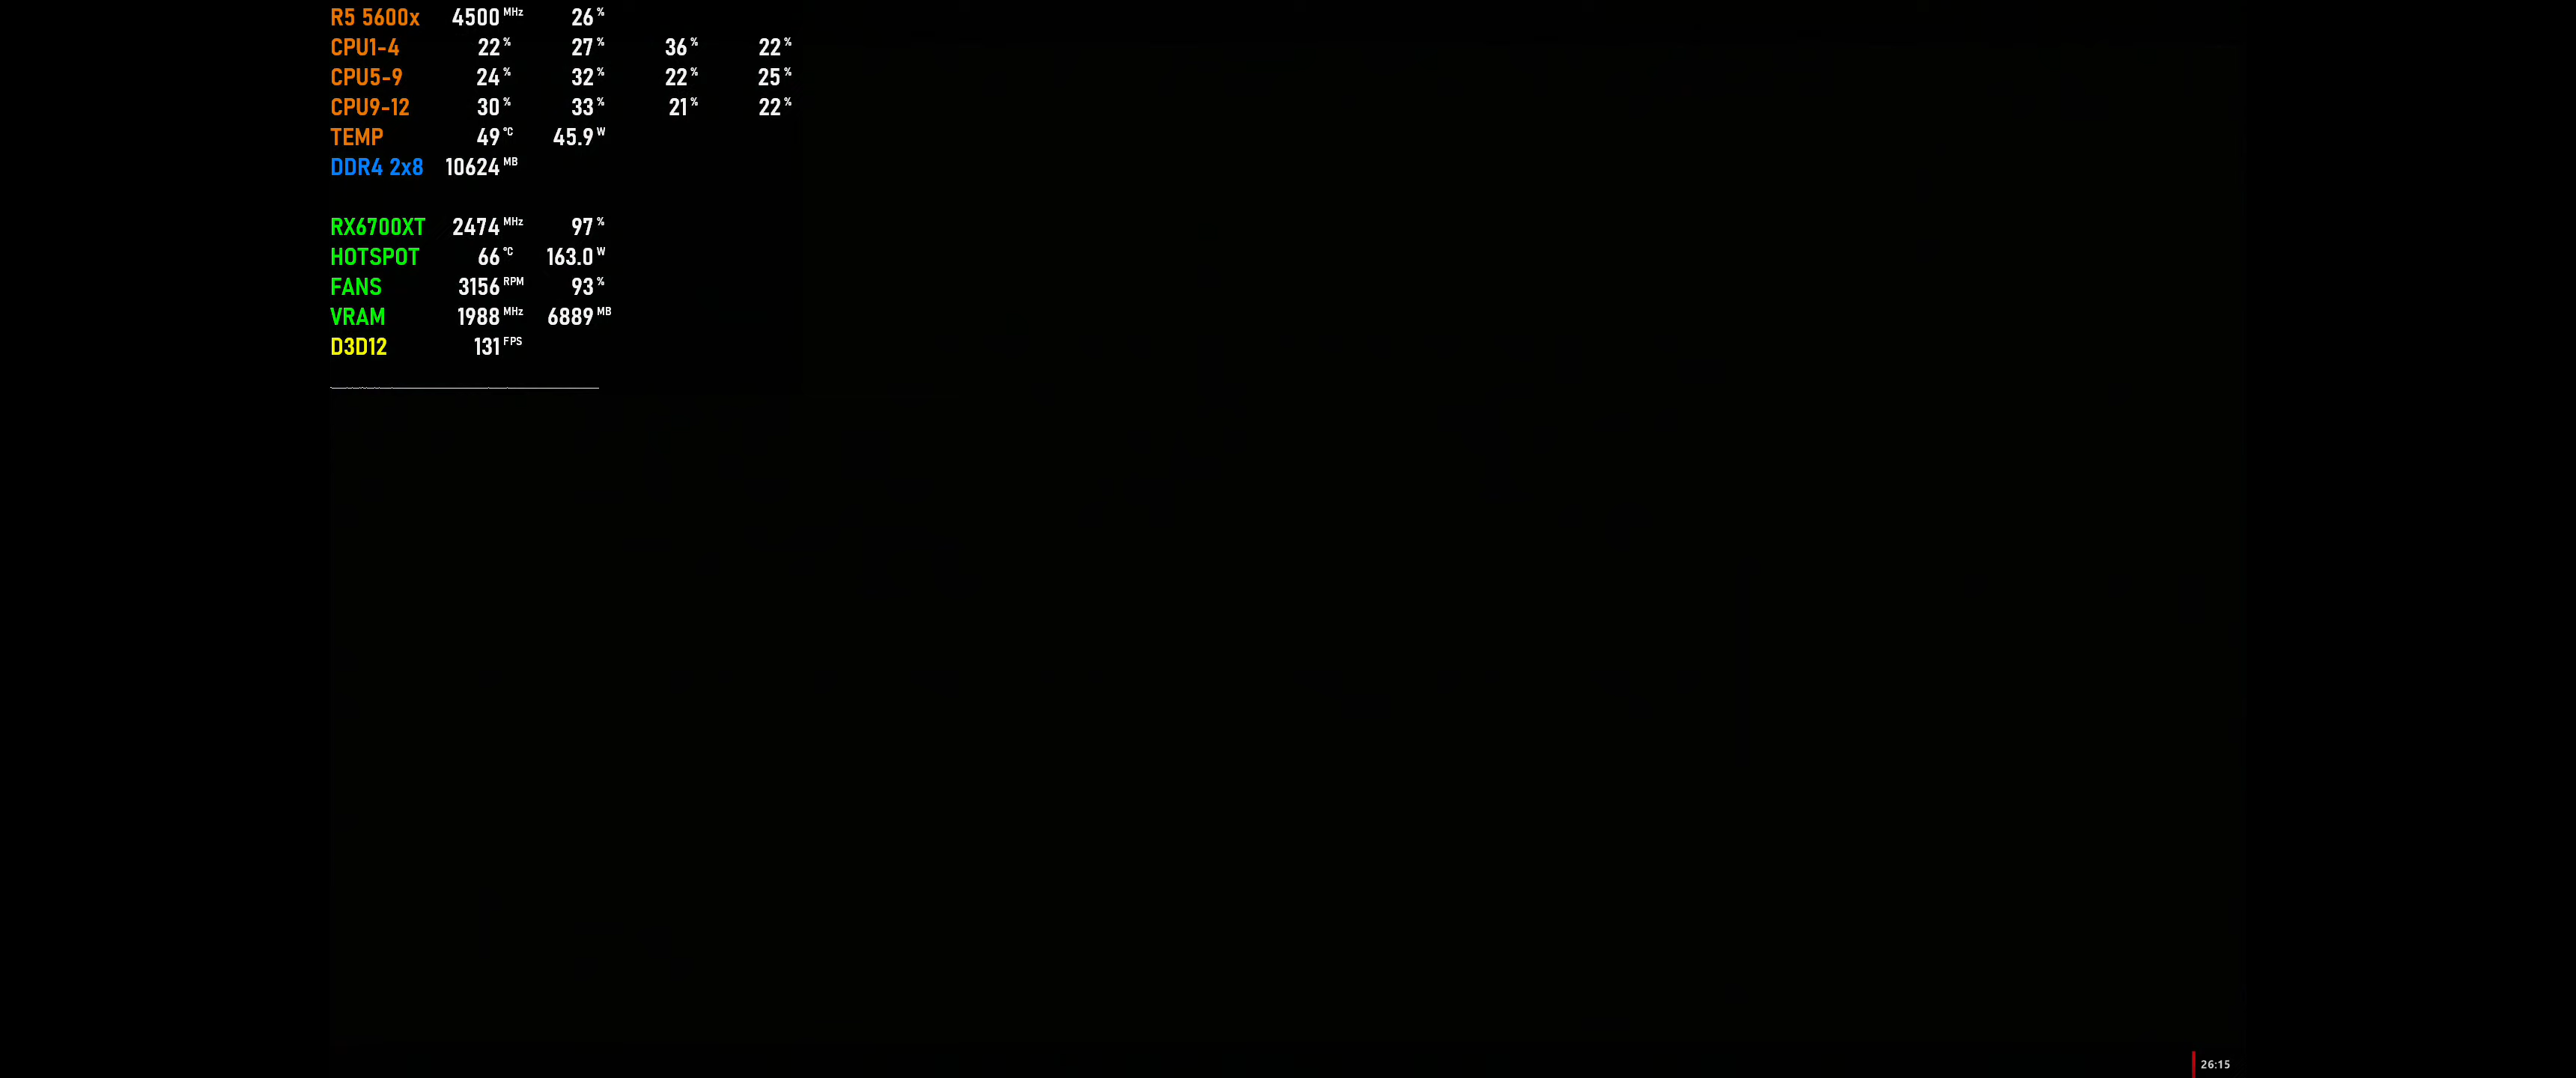 R5 5600x 4500 MHz 26 %
CPU1-4 22 % 27 % 36 % 22 %
CPU5-9 24 % 32 % 22 % 25 %
CPU9-12 30 % 33 % 21 % 22 %
TEMP 49 °C 45.9 W
DDR4 2x8 10624 MB
RX6700XT 2474 MHz 97 %
HOTSPOT 66 °C 163.0 W
FANS 3156 RPM 93 %
VRAM 1988 MHz 6889 MB
D3D12 131 FPS
26:15